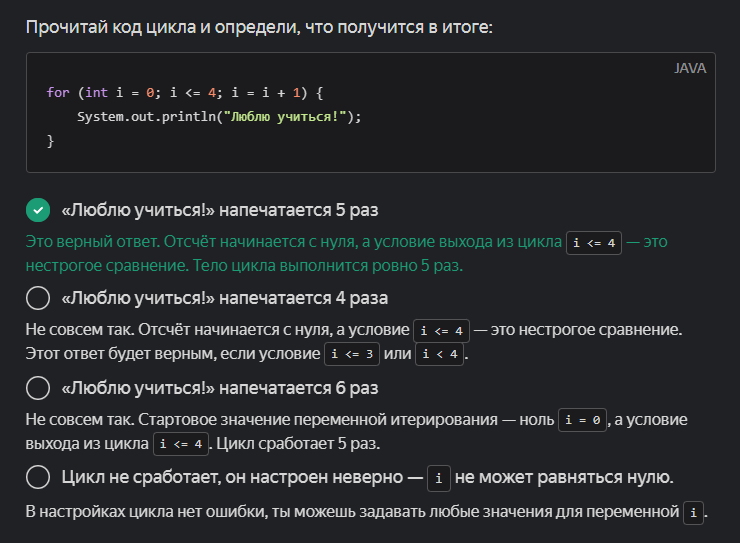 Прочитай код цикла и определи, что получится в итоге:
JAVA
for (int i = 0; i <= 4; i = i + 1) {
    System.out.println("Люблю учиться!");
}
«Люблю учиться!» напечатается 5 раз
Это верный ответ. Отсчёт начинается с нуля, а условие выхода из цикла i <= 4 — это
нестрогое сравнение. Тело цикла выполнится ровно 5 раз.
«Люблю учиться!» напечатается 4 раза
Не совсем так. Отсчёт начинается с нуля, а условие i <= 4 — это нестрогое сравнение.
Этот ответ будет верным, если условие i <= 3 или i < 4.
«Люблю учиться!» напечатается 6 раз
Не совсем так. Стартовое значение переменной итерирования — ноль i = 0, а условие
выхода из цикла i <= 4. Цикл сработает 5 раз.
Цикл не сработает, он настроен неверно — i не может равняться нулю.
В настройках цикла нет ошибки, ты можешь задавать любые значения для переменной i.